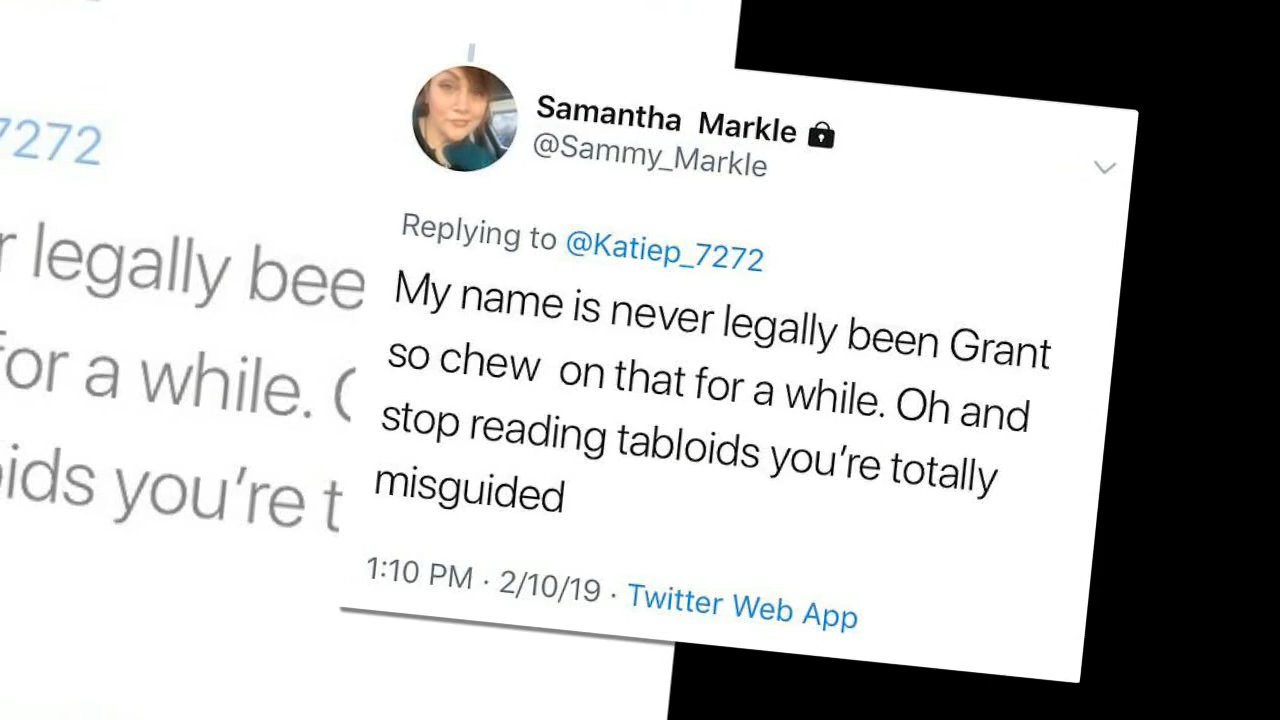 7272
legally bee
for a while.
ids you're t
Samantha Markle
@Sammy_Markle
Replying to @Katiep_7272
My name is never legally been Grant
so chew on that for a while. Oh and
stop reading tabloids you're totally
misguided
1:10 PM · 2/10/19 · Twitter Web App